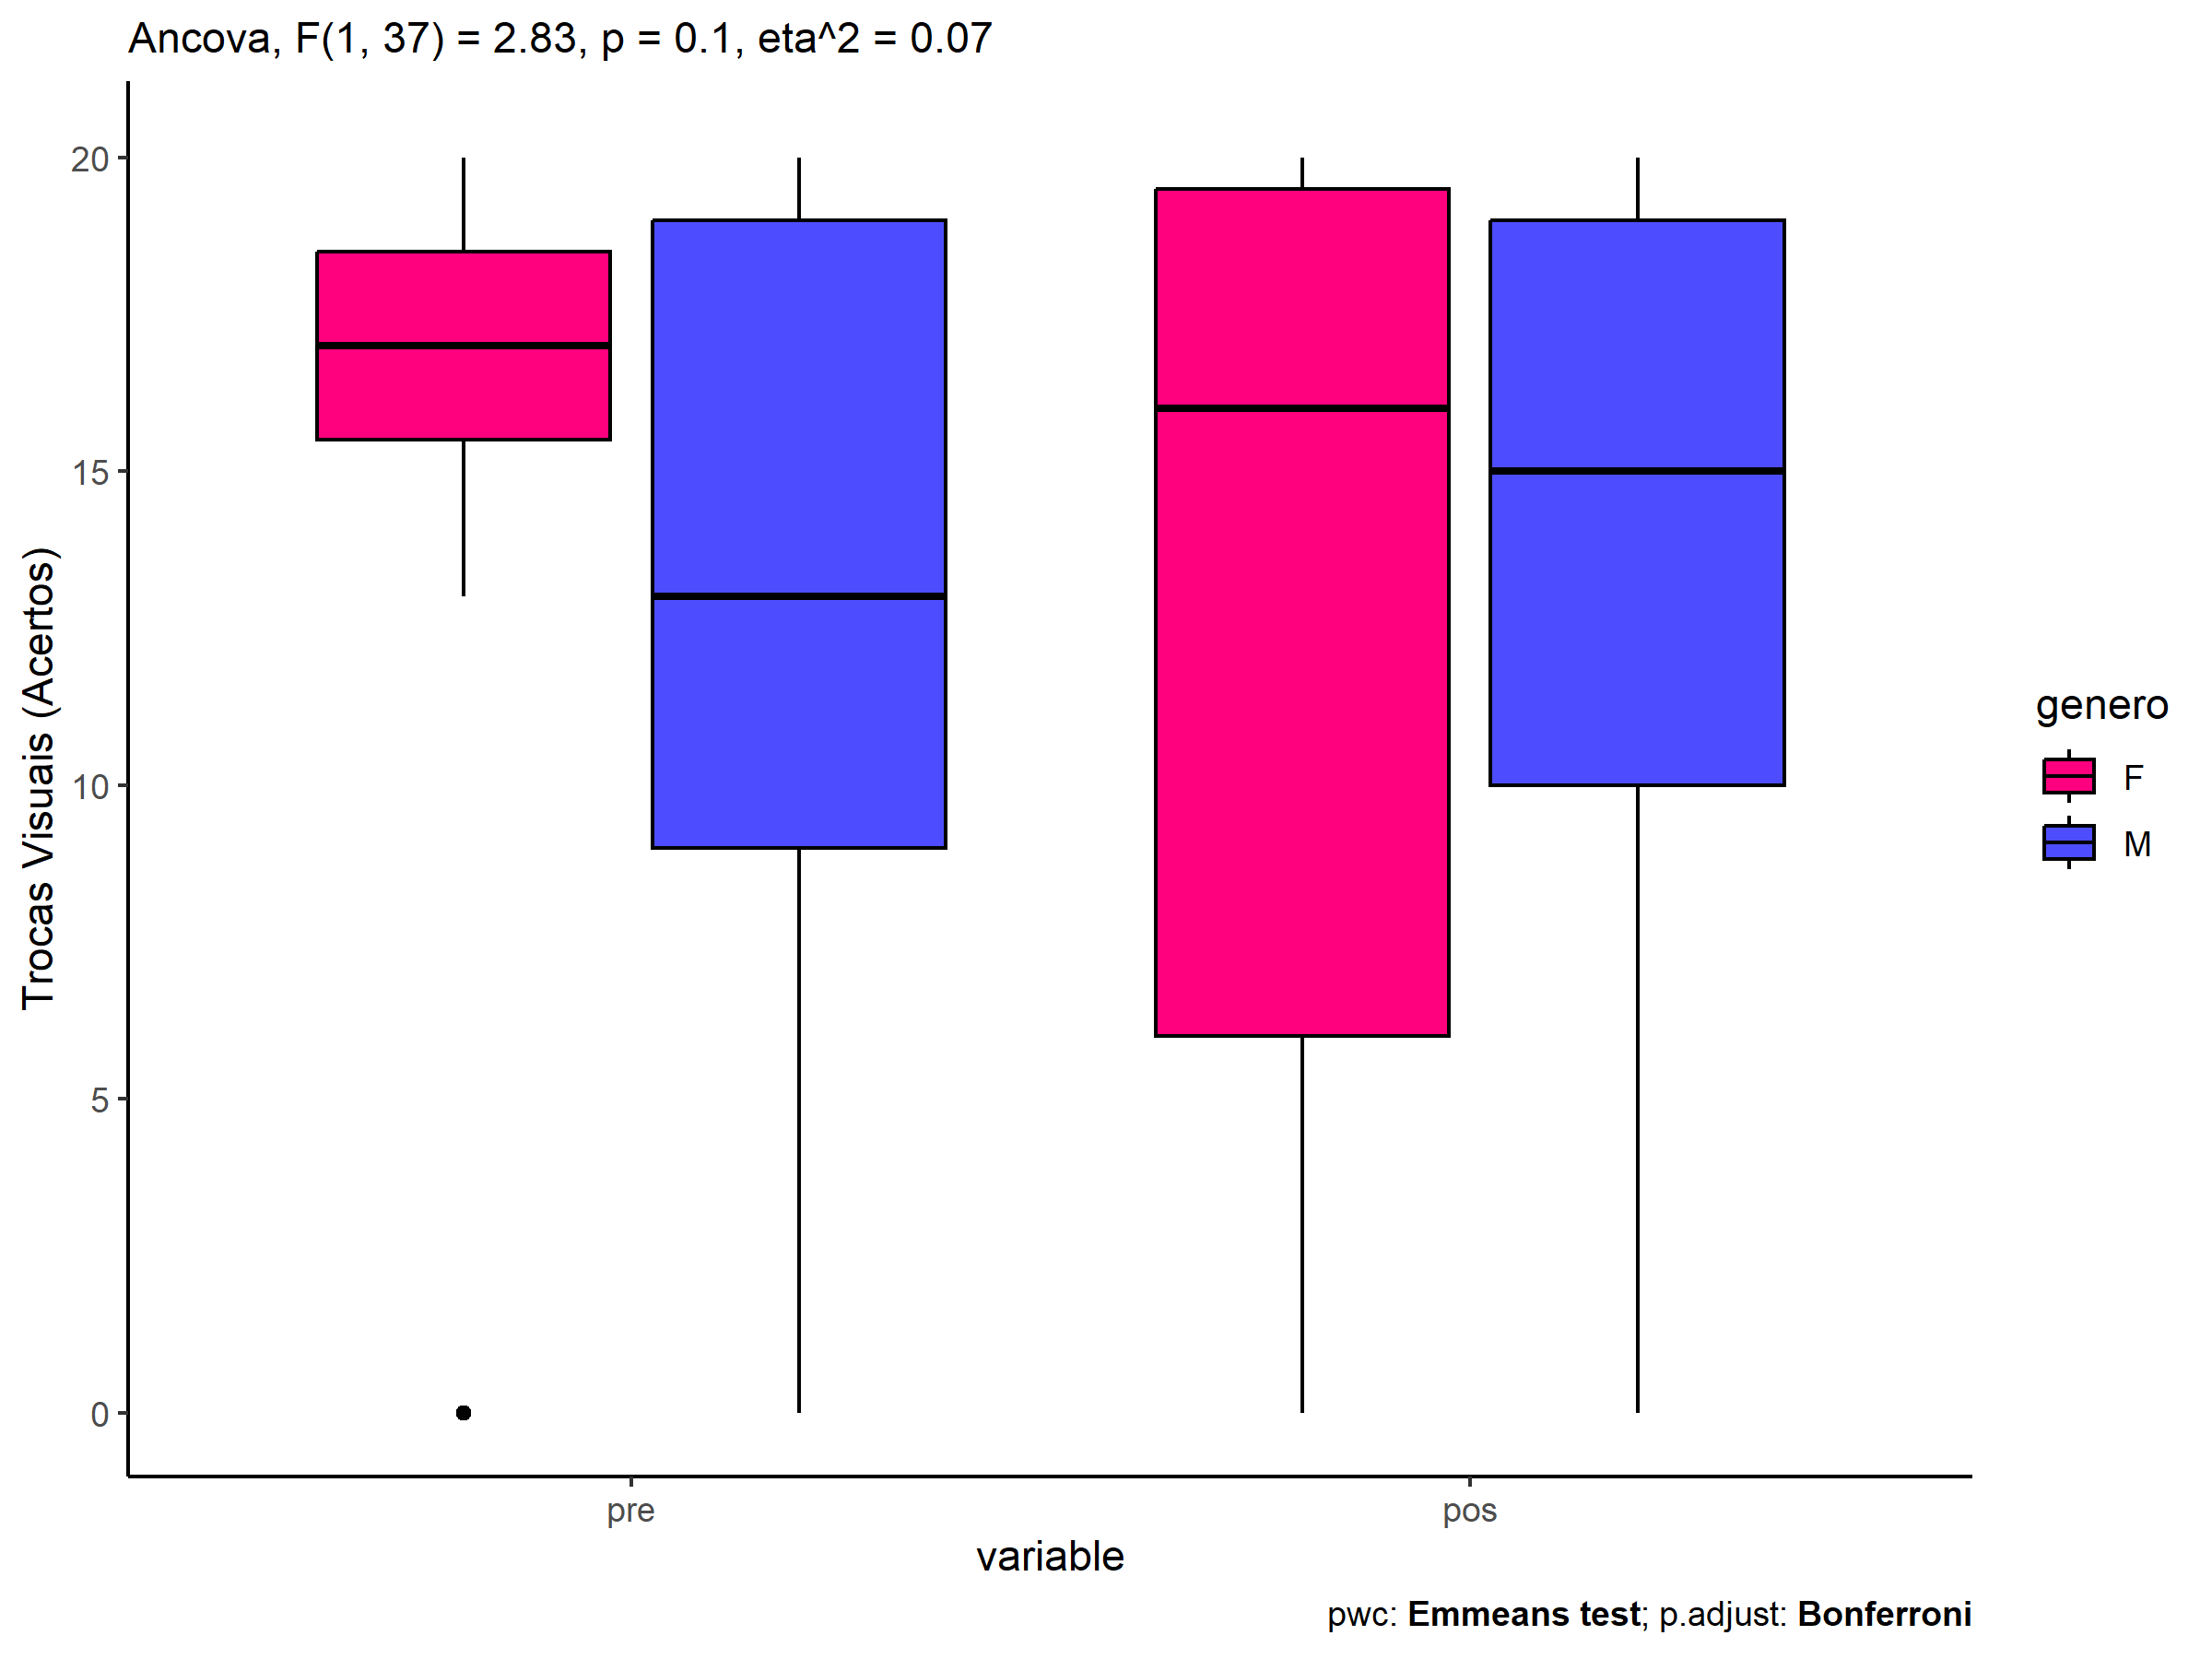 Ancova, F(1, 37) = 2.83, p = 0.1, eta^2 = 0.07
Trocas Visuais (Acertos)
20
15
10
5
0
pre
pos
variable
genero
F
M
pwc: Emmeans test; p.adjust: Bonferroni